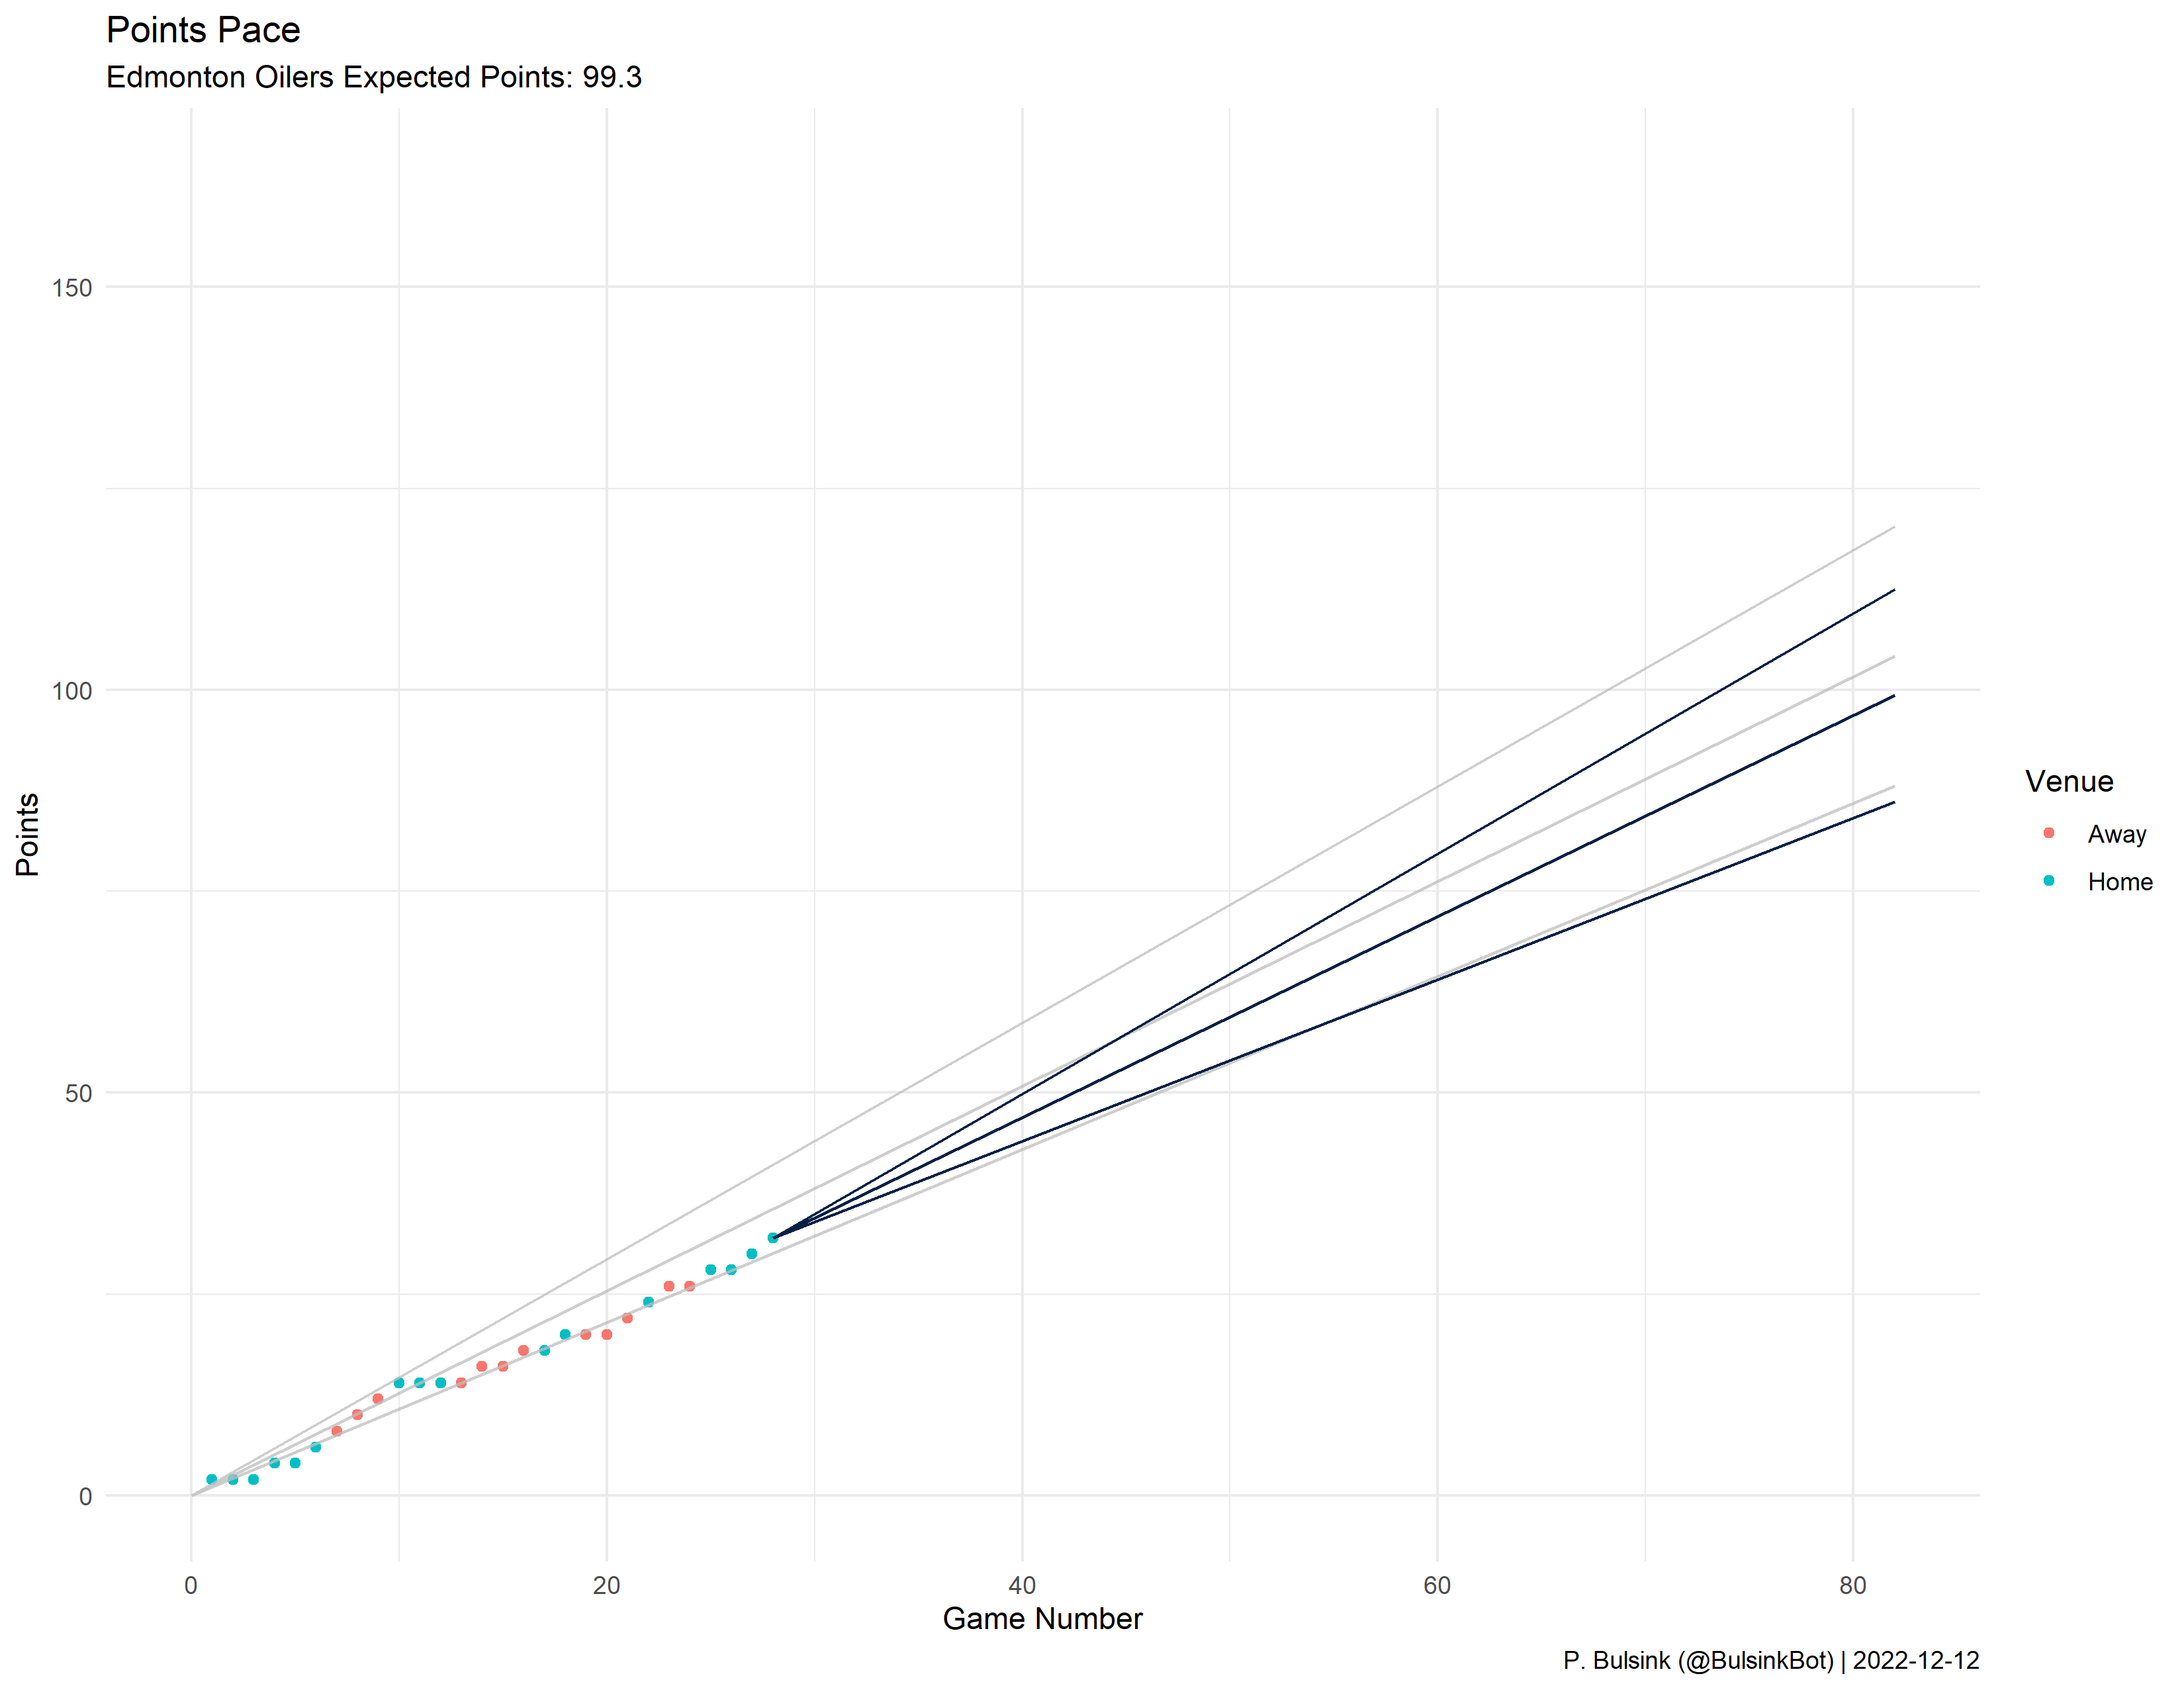 Points Pace
Edmonton Oilers Expected Points: 99.3
150
100
50
0
Points
0 20 40 60 80
Game Number
Venue
Away
Home
P. Bulsink (@BulsinkBot) | 2022-12-12